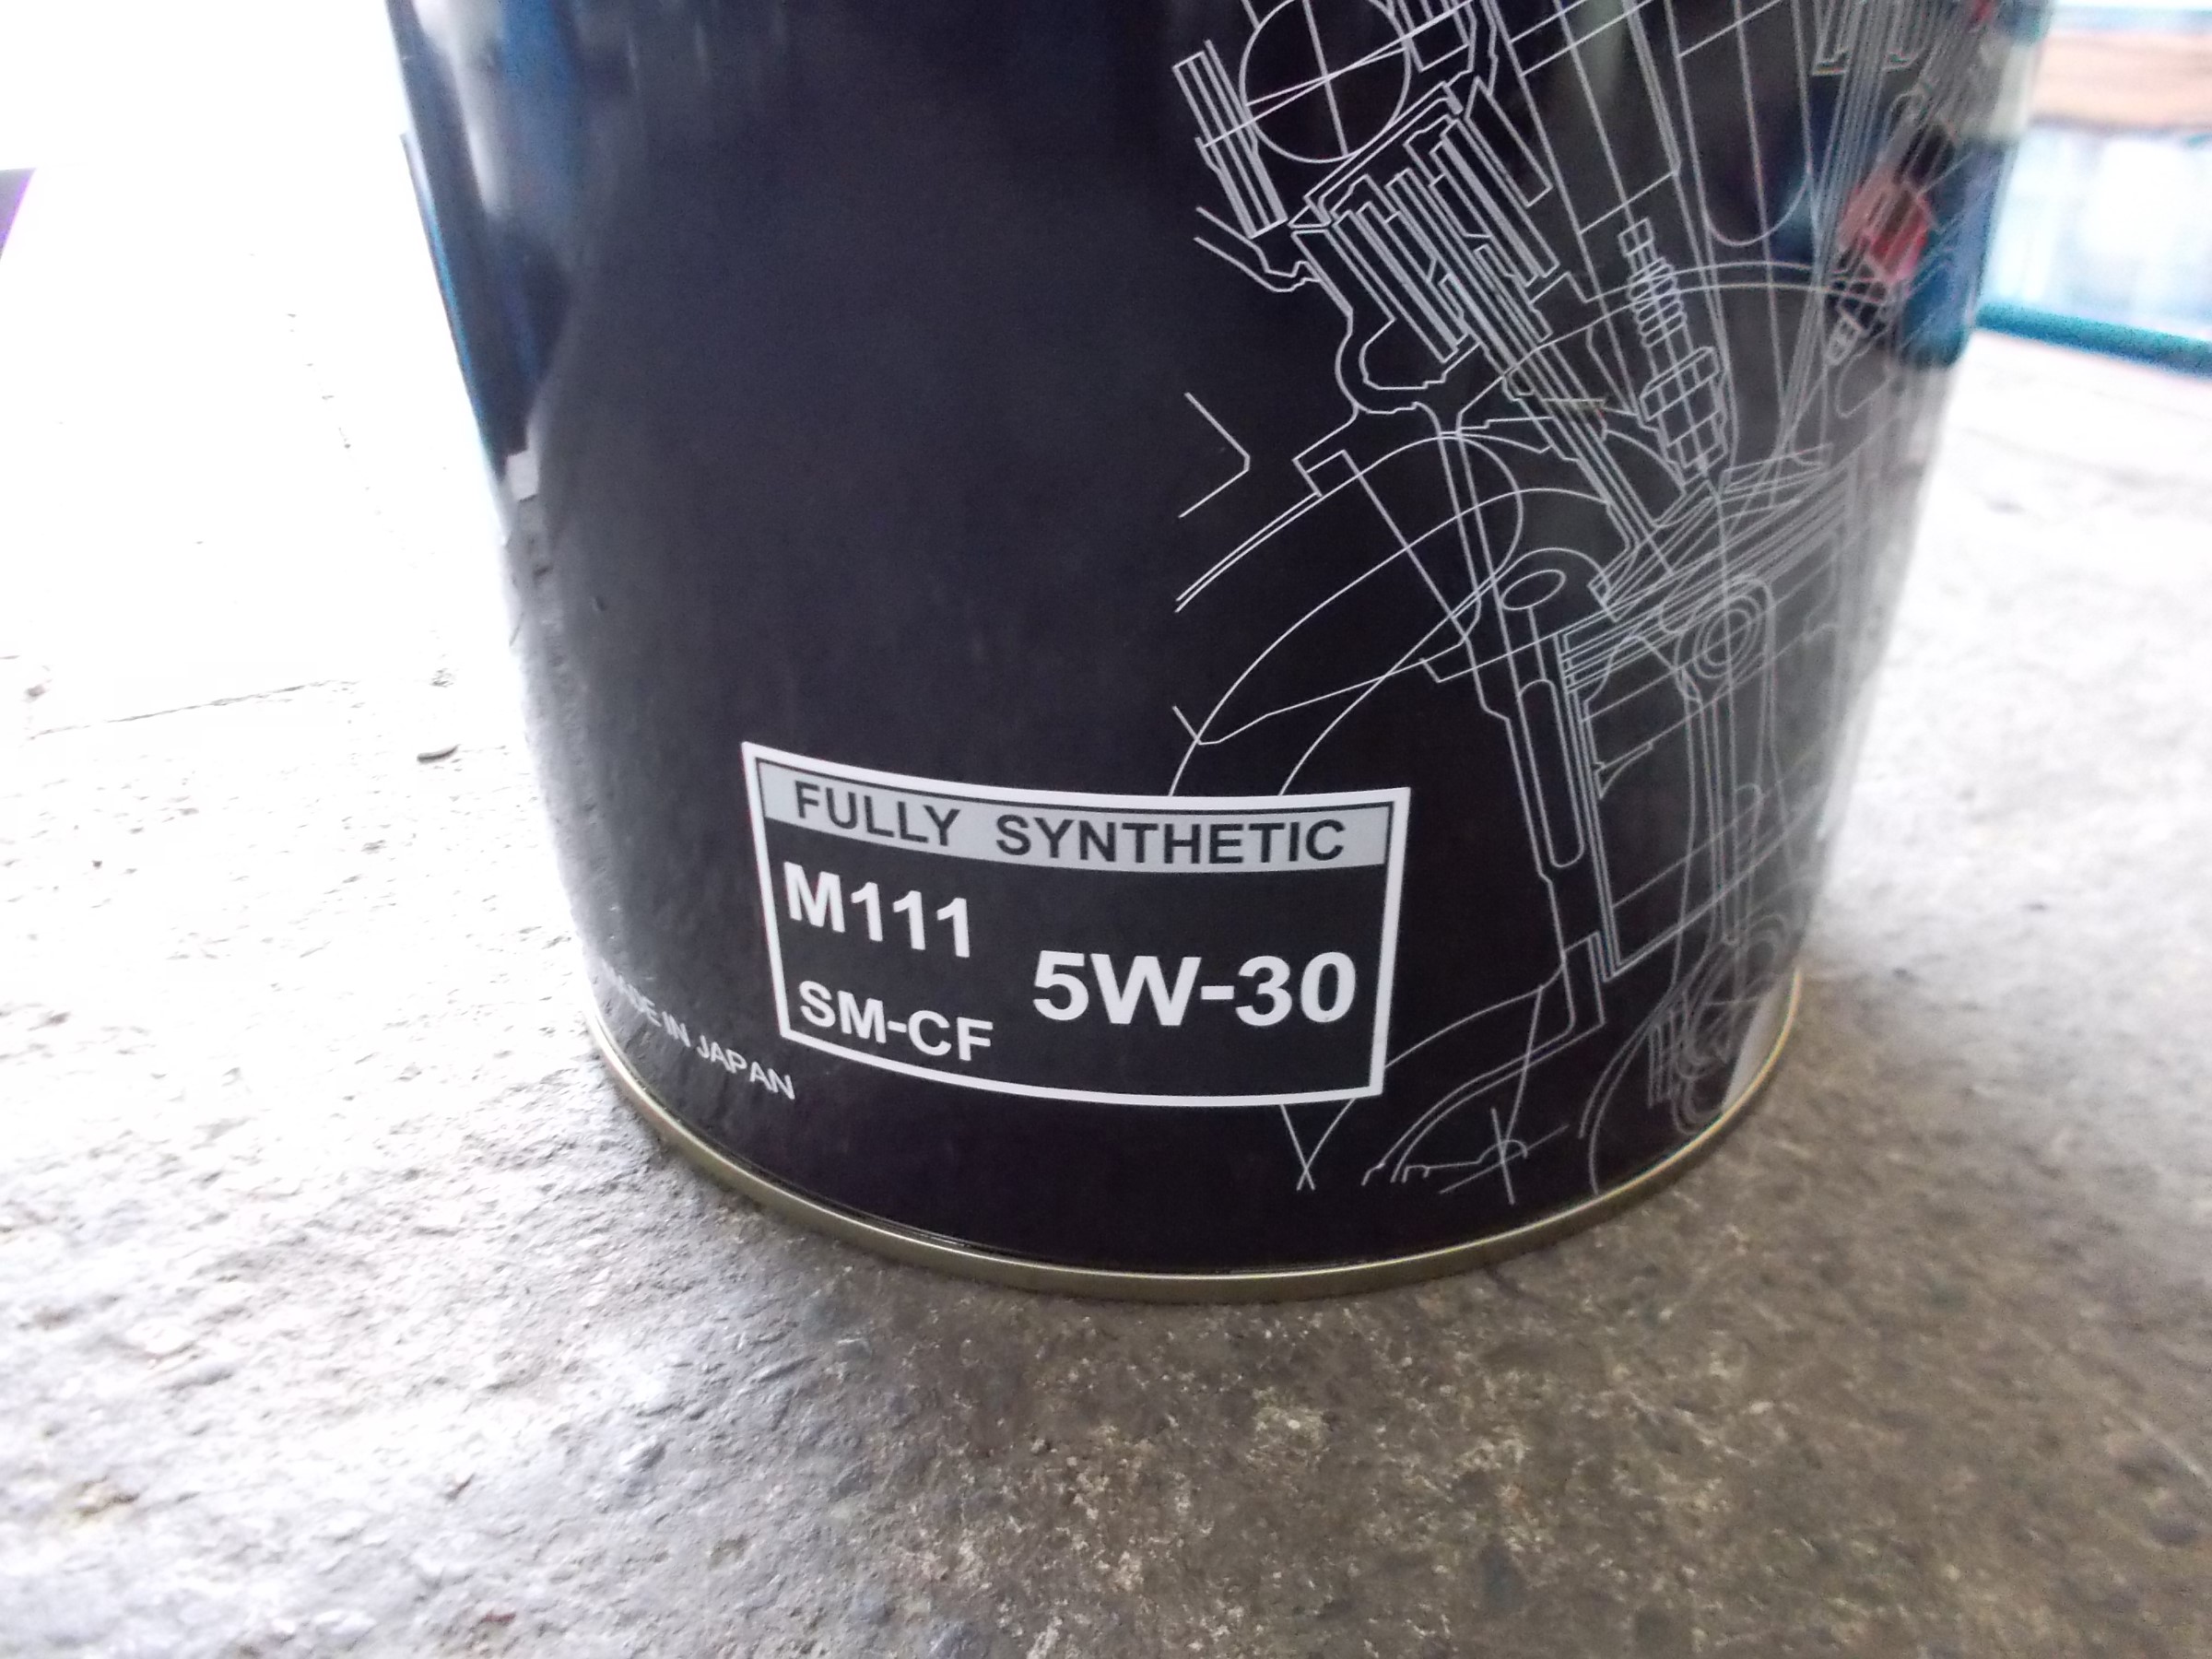 FULLY SYNTHETIC
M111
5W-30
SM-CF
MADE IN JAPAN